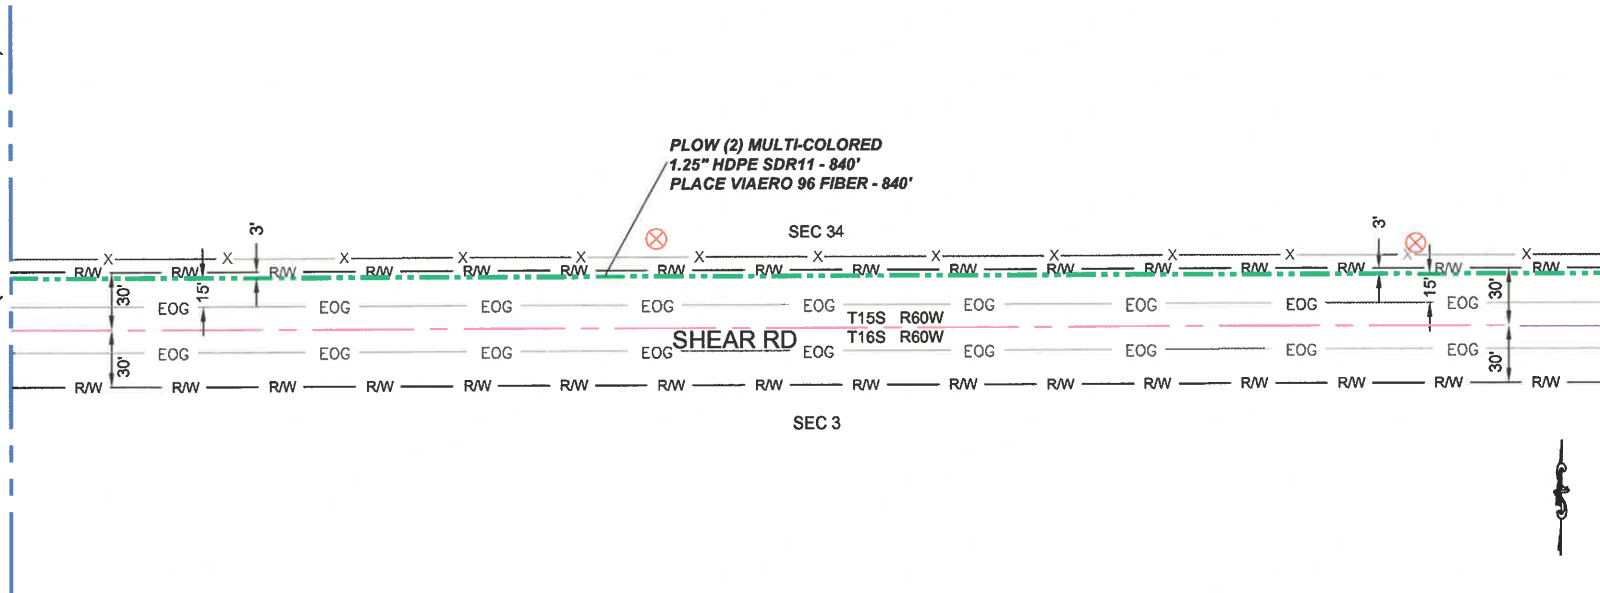 PLOW (2) MULTI-COLORED
1.25" HDPE SDR11 - 840'
PLACE VIAERO 96 FIBER - 840'
3' SEC 34 3'
X X X X X X X X X X X X X
R/W R/W R/W R/W R/W R/W R/W R/W R/W R/W R/W R/W R/W R/W R/W R/W
30' 15' 15' 30'
EOG EOG EOG EOG EOG EOG EOG EOG EOG
T15S R60W
SHEAR RD T16S R60W
EOG EOG EOG EOG EOG EOG EOG EOG EOG
30' 30'
R/W R/W R/W R/W R/W R/W R/W R/W R/W R/W R/W R/W R/W R/W R/W R/W
SEC 3